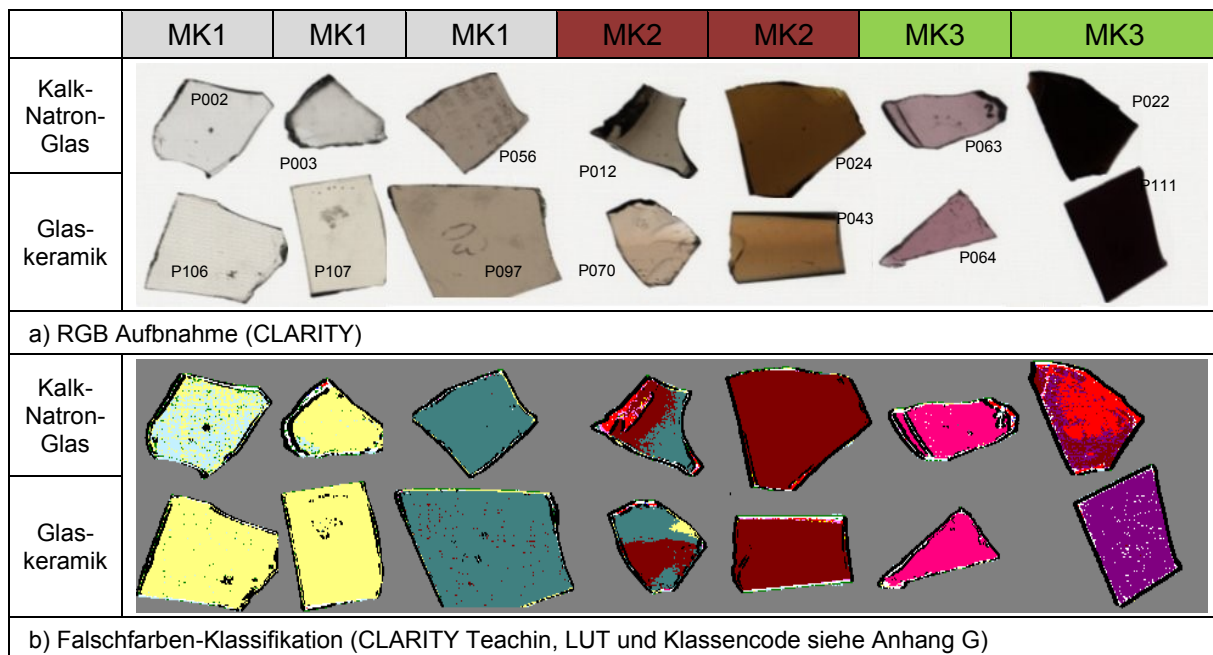 MK1 MK1 MK1 MK2 MK2 MK3 MK3
Kalk-
Natron-
Glas
P002
P003
P056
P012
P024
P063
P022
Glas-
keramik
P106
P107
P097
P070
P043
P064
P111
a) RGB Aufbnahme (CLARITY)
Kalk-
Natron-
Glas
Glas-
keramik
b) Falschfarben-Klassifikation (CLARITY Teachin, LUT und Klassencode siehe Anhang G)